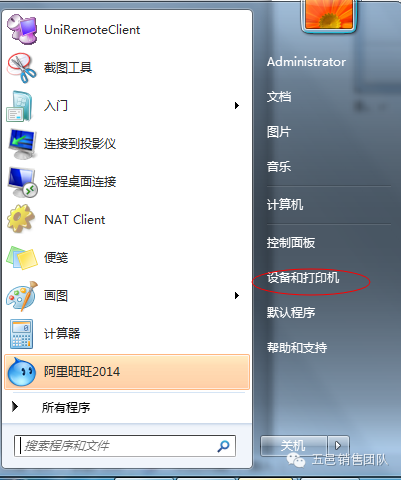 UniRemoteClient
截图工具
入门
连接到投影仪
远程桌面连接
NAT Client
便笺
画图
计算器
阿里旺旺2014
所有程序
搜索程序和文件
Administrator
文档
图片
音乐
计算机
控制面板
设备和打印机
默认程序
帮助和支持
关机
五邑销售团队